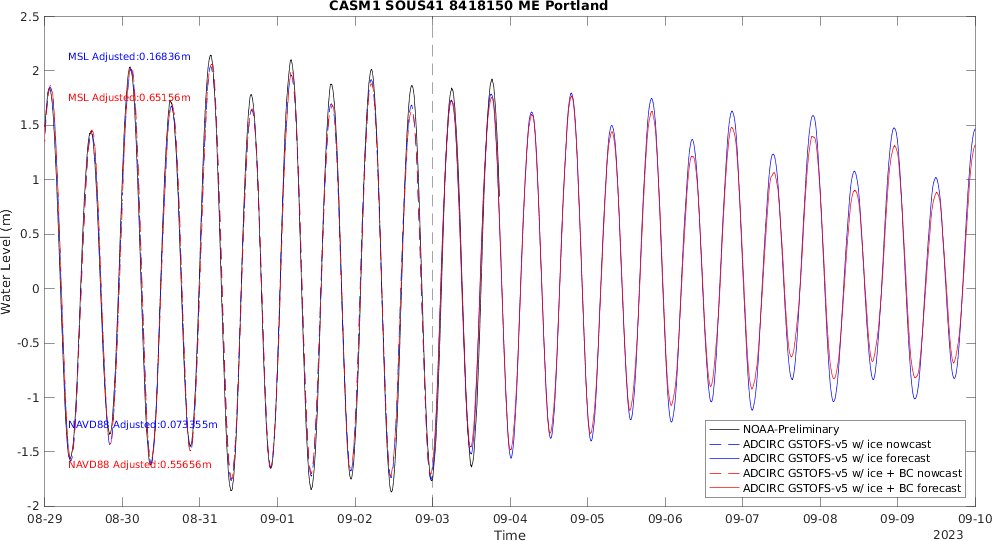 CASM1 SOUS41 8418150 ME Portland
2.5
2
1.5
1
0.5
0
-0.5
-1
-1.5
-2
Water Level (m)
MSL Adjusted:0.16836m
MSL Adjusted:0.65156m
NAVD88 Adjusted:0.073355m
NAVD88 Adjusted:0.55656m
NOAA-Preliminary
ADCIRC GSTOFS-v5 w/ ice nowcast
ADCIRC GSTOFS-v5 w/ ice forecast
ADCIRC GSTOFS-v5 w/ ice + BC nowcast
ADCIRC GSTOFS-v5 w/ ice + BC forecast
08-29 08-30 08-31 09-01 09-02 09-03 09-04 09-05 09-06 09-07 09-08 09-09 09-10
Time
2023